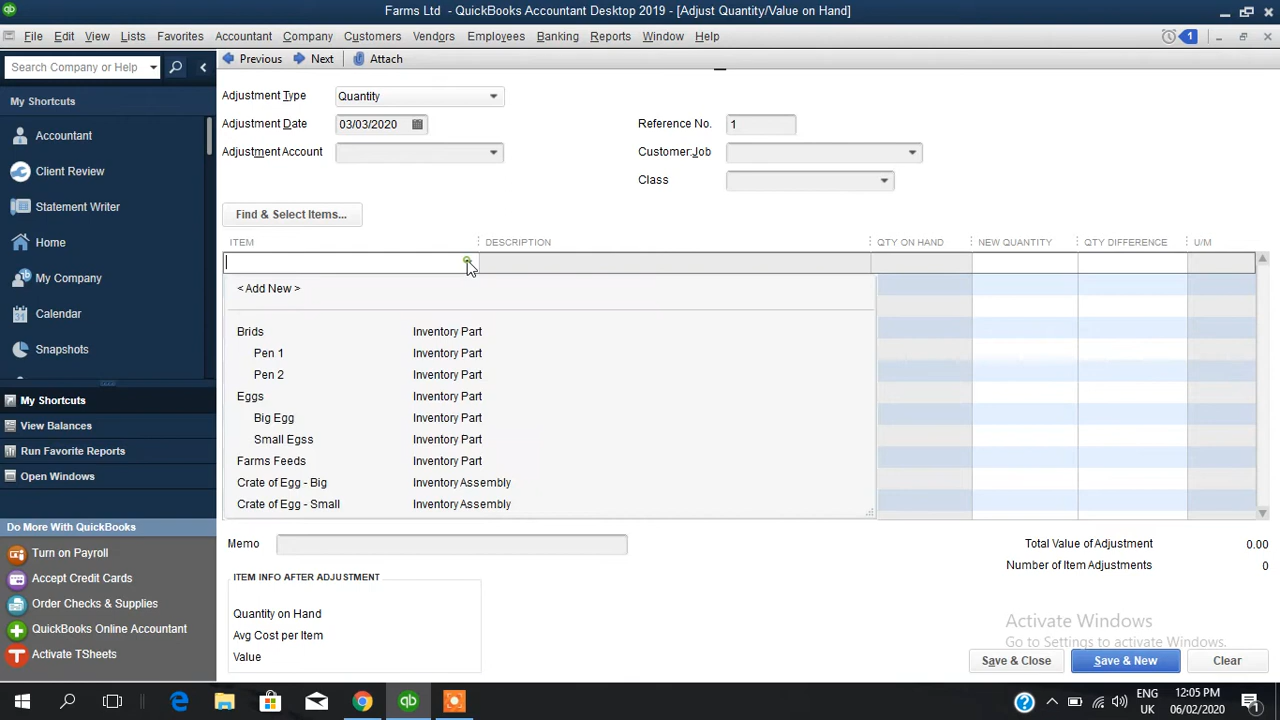 Farms Ltd - QuickBooks Accountant Desktop 2019 - [Adjust Quantity/Value on Hand]
File Edit View Lists Favorites Accountant Company Customers Vendors Employees Banking Reports Window Help 1
Search Company or Help
Previous Next Attach
My Shortcuts
Accountant
Client Review
Statement Writer
Home
My Company
Calendar
Snapshots
My Shortcuts
View Balances
Run Favorite Reports
Open Windows
Do More With QuickBooks
Turn on Payroll
Accept Credit Cards
Order Checks & Supplies
QuickBooks Online Accountant
Activate TSheets
Adjustment Type Quantity
Adjustment Date 03/03/2020 Reference No. 1
Adjustment Account Customer:Job
Class
Find & Select Items...
ITEM DESCRIPTION QTY ON HAND NEW QUANTITY QTY DIFFERENCE U/M
< Add New >
Brids Inventory Part
Pen 1 Inventory Part
Pen 2 Inventory Part
Eggs Inventory Part
Big Egg Inventory Part
Small Egss Inventory Part
Farms Feeds Inventory Part
Crate of Egg - Big Inventory Assembly
Crate of Egg - Small Inventory Assembly
Memo Total Value of Adjustment 0.00
Number of Item Adjustments 0
ITEM INFO AFTER ADJUSTMENT
Quantity on Hand
Avg Cost per Item
Value
Activate Windows
Go to Settings to activate Windows.
Save & Close Save & New Clear
ENG 12:05 PM
UK 06/02/2020 1